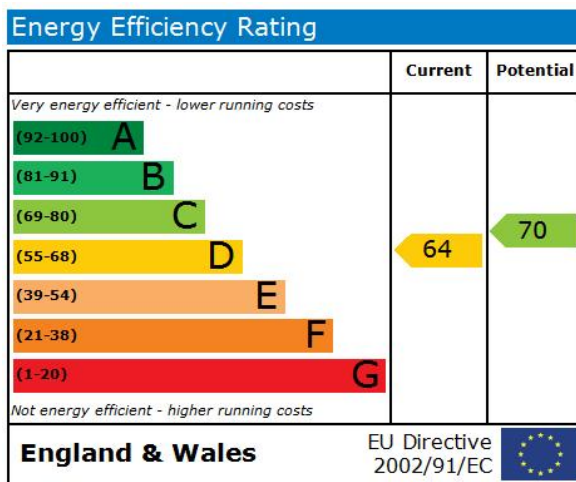 Energy Efficiency Rating
Current Potential
Very energy efficient - lower running costs
(92-100) A
(81-91) B
(69-80) C
70
(55-68) D
64
(39-54) E
(21-38) F
(1-20) G
Not energy efficient - higher running costs
England & Wales
EU Directive
2002/91/EC